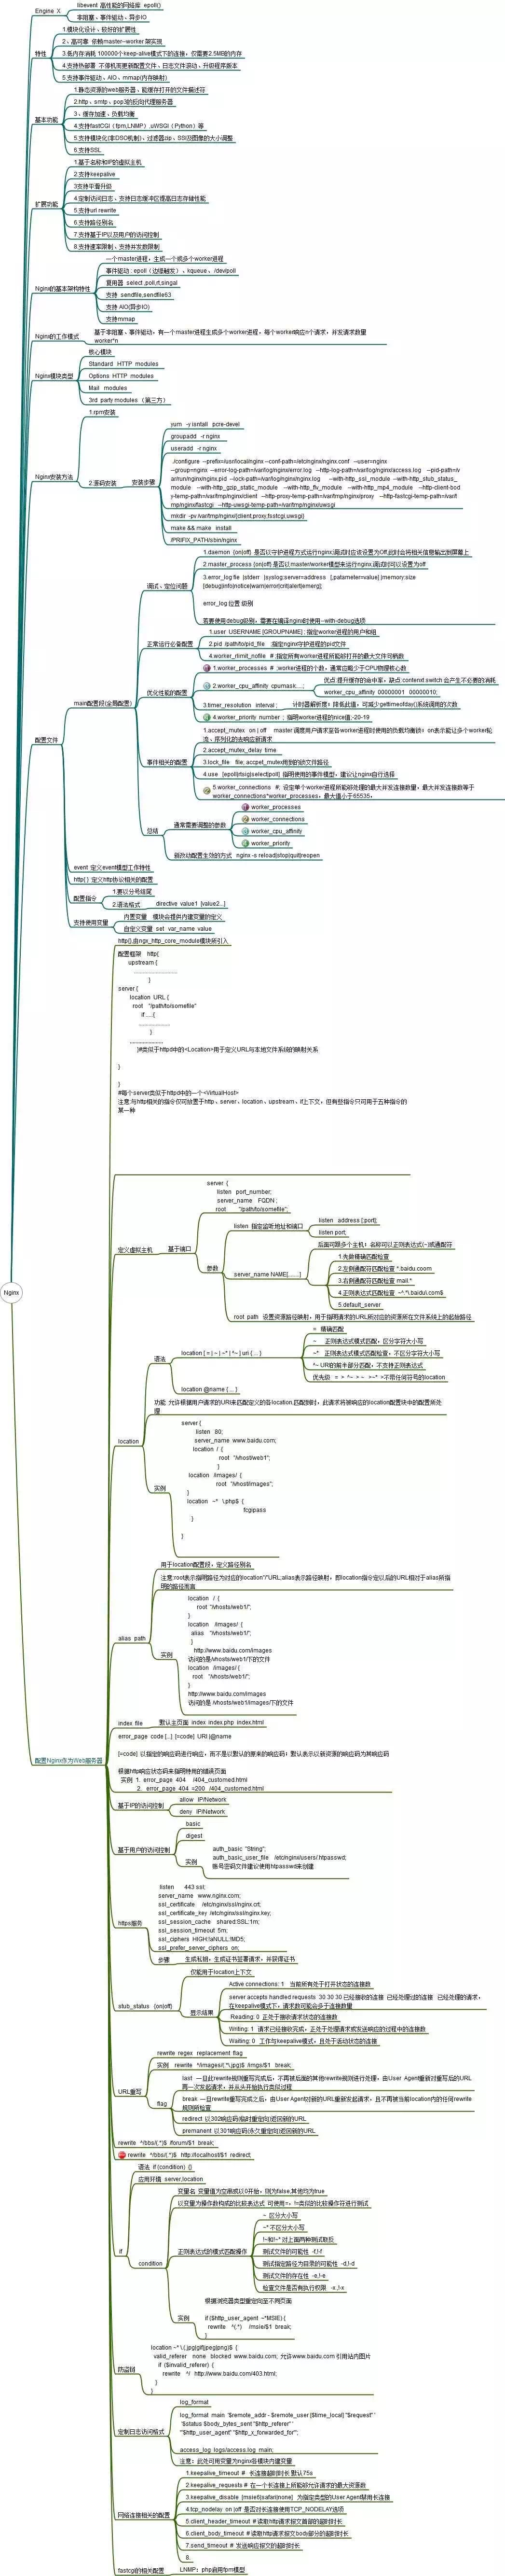 Nginx
Engine X
libevent 高性能的网络库 epoll()
非阻塞、事件驱动、异步IO
特性
1.模块化设计、较好的扩展性
2、高可靠 依赖master--worker架实现
3.低内存消耗 100000个keep-alive模式下的连接，仅需要2.5MB的内存
4.支持热部署 不停机而更新配置文件、日志文件滚动、升级程序版本
5.支持事件驱动、AIO、mmap(内存映射)
基本功能
1.静态资源的web服务器、能缓存打开的文件描述符
2.http、smtp、pop3的反向代理服务器
3、缓存加速、负载均衡
4.支持fastCGI（fpm,LNMP）,uWSGI（Python）等
5.支持模块化(非DSO机制)、过滤器zip、SSI及图像的大小调整
6.支持SSL
扩展功能
1.基于名称和IP的虚拟主机
2.支持keepalive
3支持平滑升级
4.定制访问日志、支持日志缓冲区提高日志存储性能
5.支持url rewrite
6.支持路径别名
7.支持基于IP以及用户的访问控制
8.支持速率限制、支持并发数限制
Nginx的基本架构特性
一个master进程，生成一个或多个worker进程
事件驱动 : epoll（边缘触发）、kqueue、/dev/poll
复用器 select ,poll,rt,singal
支持 sendfile,sendfile63
支持 AIO(异步IO)
支持mmap
Nginx的工作模式
基于非阻塞、事件驱动，有一个master进程生成多个worker进程，每个worker响应n个请求，并发请求数量
worker*n
Nginx模块类型
核心模块
Standard HTTP modules
Options HTTP modules
Mail modules
3rd party modules （第三方）
Nginx安装方法
1.rpm安装
2.源码安装
安装步骤
yum -y isntall pcre-devel
groupadd -r nginx
useradd -r nginx
./configure --prefix=/usr/local/nginx --conf-path=/etc/nginx/nginx.conf --user=nginx
--group=nginx --error-log-path=/var/log/nginx/error.log --http-log-path=/var/log/nginx/access.log --pid-path=/v
ar/run/nginx/nginx.pid --lock-path=/var/lock/nginx.log --with-http_ssl_module --with-http_stub_status_
module --with-http_gzip_static_module --with-http_flv_module --with-http_mp4_module --http-client-bod
y-temp-path=/var/tmp/nginx/client --http-proxy-temp-path=/var/tmp/nginx/proxy --http-fastcgi-temp-path=/var/t
mp/nginx/fastcgi --http-uwsgi-temp-path=/var/tmp/nginx/uwsgi
mkdir -pv /var/tmp/nginx/{client,proxy,fsstcgi,uwsgi}
make && make install
/PRIFIX_PATH/sbin/nginx
配置文件
main配置段(全局配置)
调试、定位问题
1.daemon {on|off} 是否以守护进程方式运行nginx,调试时应该设置为Off,此时会将相关信息输出到屏幕上
2.master_process {on|off} 是否以master/worker模型来运行nginx,调试时可以设置为off
3.error_log file |stderr |syslog:server=address [,parameter=value] |memory:size
[debug|info|notice|warn|error|crit|alert|emerg];
error_log 位置 级别
若要使用debug级别，需要在编译nginx时使用--with-debug选项
正常运行必备配置
1.user USERNAME [GROUPNAME] ; 指定worker进程的用户和组
2.pid /path/to/pid_file ;指定nginx守护进程的pid文件
4.worker_rlimit_nofile # ;指定所有worker进程所能够打开的最大文件句柄数
优化性能的配置
1.worker_processes # ;worker进程的个数，通常应略少于CPU物理核心数
2.worker_cpu_affinity cpumask.....;
优点 提升缓存的命中率，缺点 :contend switch 会产生不必要的消耗
worker_cpu_affinity 00000001 00000010;
3.timer_resolution interval ;
计时器解析度：降低此值，可减少gettimeofday()系统调用的次数
4.worker_priority number ; 指明worker进程的nice值;-20-19
事件相关的配置
1.accept_mutex on | off master 调度用户请求至各worker进程时使用的负载均衡锁：on表示能让多个worker轮
流、序列化的去响应新请求
2.accept_mutex_delay time
3.lock_file file; accpet_mutex用到的锁文件路径
4.use [epoll|rtsig|select|poll] 指明使用的事件模型，建议让nginx自行选择
5.worker_connections #; 设定单个worker进程所能够处理的最大并发连接数量，最大并发连接数等于
worker_connections*worker_processes，最大值小于65535，
总结
通常需要调整的参数
worker_processes
worker_connections
worker_cpu_affinity
worker_priority
新改动配置生效的方式 nginx -s reload|stop|quit|reopen
event 定义event模型工作特性
http{ } 定义http协议相关的配置
配置指令
1.要以分号结尾
2.语法格式
directive value1 [value2...]
支持使用变量
内置变量 模块会提供内建变量的定义
自定义变量 set var_name value
配置Nginx作为Web服务器
http{},由ngx_http_core_module模块所引入
配置框架 http{
upstream {
...........................
}
server {
location URL {
root "/path/to/somefile"
if .....{
....................
}
.....................
}#类似于httpd中的<Location>用于定义URL与本地文件系统的映射关系
}
}
#每个server类似于httpd中的一个<VirtualHost>
注意:与http相关的指令仅可放置于http、server、location、upstream、if上下文，但有些指令只可用于五种指令的
某一种
定义虚拟主机
基于端口
server {
listen port_number;
server_name FQDN ;
root "/path/to/somefile";
参数
listen 指定监听地址和端口
listen address [:port];
listen port;
server_name NAME[........]
后面可跟多个主机：名称可以正则表达式(~)或通配符
1.先做精确匹配检查
2.左侧通配符匹配检查 *.baidu.coom
3.右侧通配符匹配检查 mail.*
4.正则表达式匹配检查 ~^.*\.baidu\.com$
5.default_server
root path 设置资源路径映射，用于指明请求的URL所对应的资源所在文件系统上的起始路径
location
语法
location [ = | ~ | ~* | ^~ ] uri { ... }
= 精确匹配
~ 正则表达式模式匹配，区分字符大小写
~* 正则表达式模式匹配检查，不区分字符大小写
^~ URI的前半部分匹配，不支持正则表达式
优先级 = > ^~ > ~ >~* >不带任何符号的location
location @name { ... }
功能 允许根据用户请求的URI来匹配定义的各location,匹配到时，此请求将被响应的location配置块中的配置所处
理
实例
server {
listen 80;
server_name www.baidu.com;
location / {
root "/vhost/web1";
}
location /images/ {
root "/vhost/images";
}
location ~* \.php$ {
fcgipass
}
}
alias path
用于location配置段，定义路径别名
注意:root表示指明路径为对应的location"/"URL;alias表示路径映射，即location指令定以后的URL相对于alias所指
明的路径而言
实例
location / {
root "/vhosts/web1/";
}
location /images/ {
alias "/vhosts/web1/";
}
http://www.baidu.com/images
访问的是/vhosts/web1/下的文件
location /images/ {
root "/vhosts/web1/";
}
http://www.baidu.com/images
访问的是 /vhosts/web1/images/下的文件
index file
默认主页面 index index.php index.html
error_page code [...] [=code] URI |@name
[=code] 以指定的响应码进行响应，而不是以默认的原来的响应码：默认表示以新资源的响应码为其响应码
根据http响应状态码来指明特用的错误页面
实例 1. error_page 404 /404_customed.html
2. error_page 404 =200 /404_customed.html
基于IP的访问控制
allow IP/Network
deny IP/Network
基于用户的访问控制
basic
digest
实例
auth_basic "String";
auth_basic_user_file /etc/nginx/users/.htpasswd;
账号密码文件建议使用htpasswd来创建
https服务
listen 443 ssl;
server_name www.nginx.com;
ssl_certificate /etc/nginx/ssl/nginx.crt;
ssl_certificate_key /etc/nginx/ssl/nginx.key;
ssl_session_cache shared:SSL:1m;
ssl_session_timeout 5m;
ssl_ciphers HIGH:!aNULL:!MD5;
ssl_prefer_server_ciphers on;
步骤
生成私钥，生成证书签署请求，并获得证书
stub_status {on|off}
仅能用于location上下文
显示结果
Active connections: 1 当前所有处于打开状态的连接数
server accepts handled requests 30 30 30 已经接收的连接 已经处理过的连接 已经处理的请求，
在keepalive模式下，请求数可能会多于连接数量
Reading: 0 正处于接收请求状态的连接数
Writing: 1 请求已经接收完成，正处于处理请求或发送响应的过程中的连接数
Waiting: 0 工作与keepalive模式，且处于活动状态的连接
URL重写
rewrite regex replacement flag
实例 rewrite ^/images/(.*\.jpg)$ /imgs/$1 break;
flag
last 一旦此rewrite规则重写完成后，不再被后面的其他rewrite规则进行处理，由User Agent重新对重写后的URL
再一次发起请求，并从头开始执行类似过程
break 一旦rewrite重写完成之后，由User Agent对新的URL重新发起请求，且不再被当前location内的任何rewrite
规则所检查
redirect 以302响应码(临时重定向)返回新的URL
premanent 以301响应码(永久重定向)返回新的URL
rewrite ^/bbs/(.*)$ /forum/$1 break;
rewrite ^/bbs/(.*)$ http://localhost/$1 redirect;
if
语法 if (condition) {}
应用环境 server,location
condition
变量名 变量值为空串或以0开始，则为false,其他均为true
以变量为操作数构成的比较表达式 可使用=，!=类似的比较操作符进行测试
正则表达式的模式匹配操作
~ 区分大小写
~* 不区分大小写
!~和!~* 对上面两种测试取反
测试文件的可能性 -f,!-f
测试指定路径为目录的可能性 -d,!-d
测试文件的存在性 -e,!-e
检查文件是否有执行权限 -x ,!-x
实例
根据浏览器类型重定向至不同页面
if ($http_user_agent ~*MSIE) {
rewrite ^(.*) /msie/$1 break;
}
防盗链
location ~* \.(jpg|gif|jpeg|png)$ {
valid_referer none blocked www.baidu.com; 允许www.baidu.com 引用站内图片
if ($invalid_referer) {
rewrite ^/ http://www.baidu.com/403.html;
}
}
定制日志访问格式
log_format
log_format main '$remote_addr - $remote_user [$time_local] "$request" '
'$status $body_bytes_sent "$http_referer" '
'"$http_user_agent" "$http_x_forwarded_for"';
access_log logs/access.log main;
注意：此处可用变量为nginx各模块内建变量
网络连接相关的配置
1.keepalive_timeout # 长连接超时时长 默认75s
2.keepalive_requests # 在一个长连接上所能够允许请求的最大资源数
3.keepalive_disable [msie6|safari|none] 为指定类型的User Agent禁用长连接
4.tcp_nodelay on |off 是否对长连接使用TCP_NODELAY选项
5.client_header_timeout # 读取http请求报文首部的超时时长
6.client_body_timeout # 读取http请求报文body部分的超时时长
7.send_timeout # 发送响应报文的超时时长
8.
fastcgi的相关配置
LNMP：php启用fpm模型